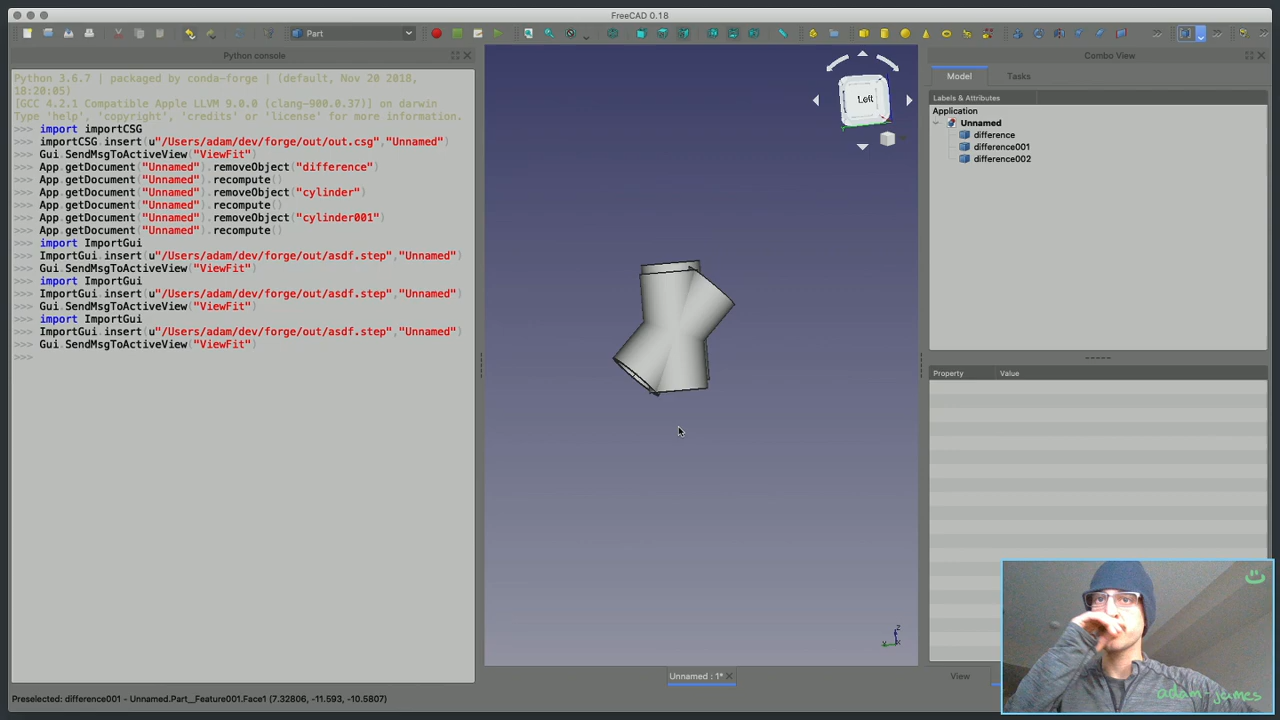 FreeCAD 0.18
Part
Python console
Python 3.6.7 | packaged by conda-forge | (default, Nov 20 2018,
18:20:05)
[GCC 4.2.1 Compatible Apple LLVM 9.0.0 (clang-900.0.37)] on darwin
Type 'help', 'copyright', 'credits' or 'license' for more information.
>>> import importCSG
>>> importCSG.insert(u"/Users/adam/dev/forge/out/out.csg","Unnamed")
>>> Gui.SendMsgToActiveView("ViewFit")
>>> App.getDocument("Unnamed").removeObject("difference")
>>> App.getDocument("Unnamed").recompute()
>>> App.getDocument("Unnamed").removeObject("cylinder")
>>> App.getDocument("Unnamed").recompute()
>>> App.getDocument("Unnamed").removeObject("cylinder001")
>>> App.getDocument("Unnamed").recompute()
>>> import ImportGui
>>> ImportGui.insert(u"/Users/adam/dev/forge/out/asdf.step","Unnamed")
>>> Gui.SendMsgToActiveView("ViewFit")
>>> import ImportGui
>>> ImportGui.insert(u"/Users/adam/dev/forge/out/asdf.step","Unnamed")
>>> Gui.SendMsgToActiveView("ViewFit")
>>> import ImportGui
>>> ImportGui.insert(u"/Users/adam/dev/forge/out/asdf.step","Unnamed")
>>> Gui.SendMsgToActiveView("ViewFit")
>>>
Left
Z
Y
X
Unnamed : 1*
Combo View
Model
Tasks
Labels & Attributes
Application
Unnamed
difference
difference001
difference002
Property
Value
View
adam-james
Preselected: difference001 - Unnamed.Part__Feature001.Face1 (7.32806, -11.593, -10.5807)